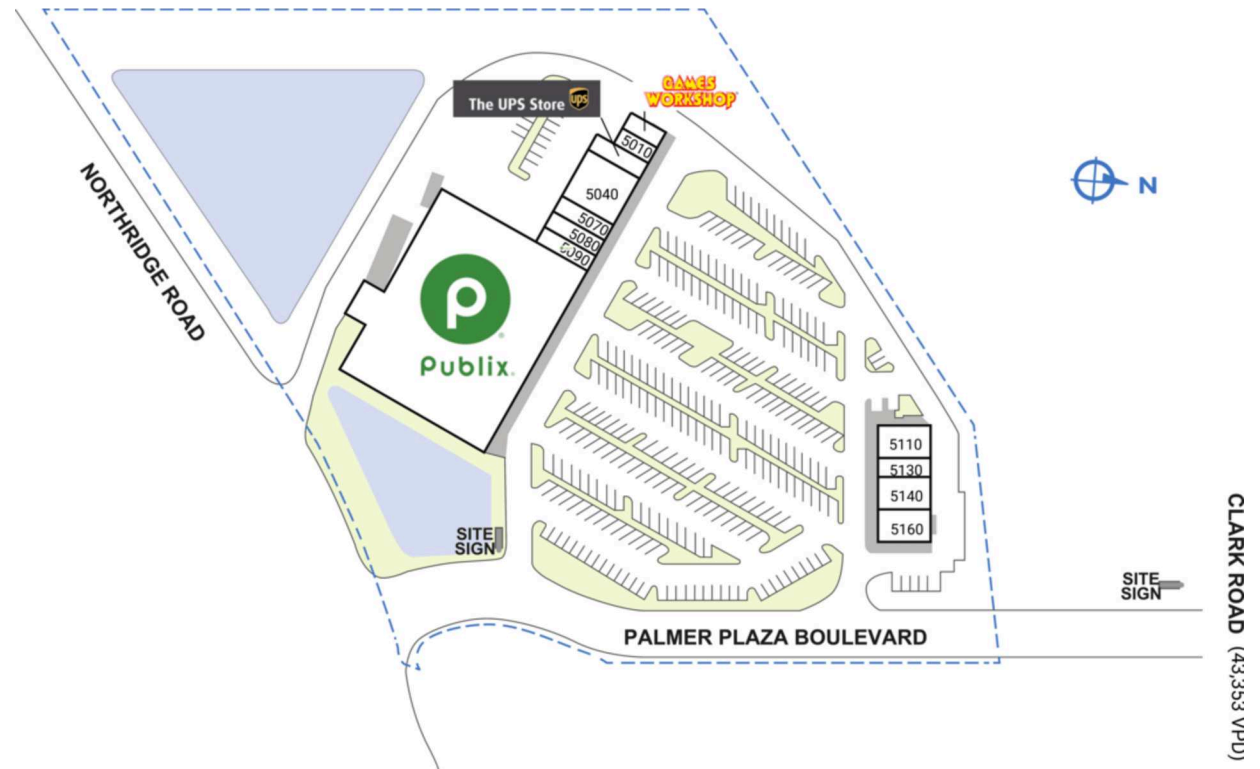 GAMES
WORKSHOP
The UPS Store
ups
5010
5040
5070
5080
5090
N
NORTHRIDGE ROAD
P
Publix
5110
5130
5140
5160
SITE
SIGN
SITE
SIGN
PALMER PLAZA BOULEVARD
CLARK ROAD (43,353 VPD)